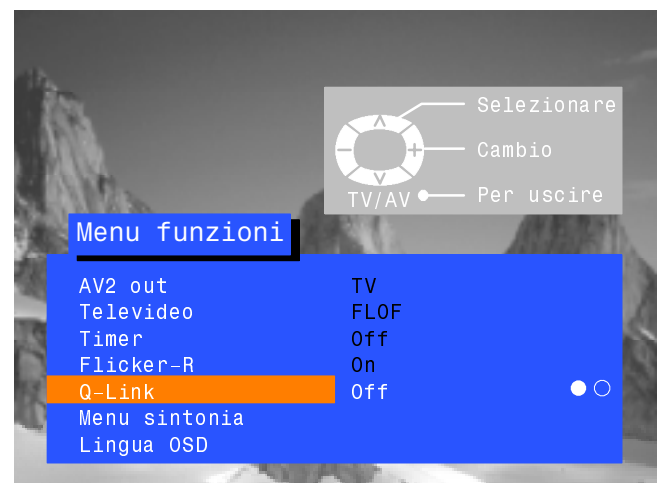 Selezionare
Cambio
TV/AV Per uscire
Menu funzioni
AV2 out TV
Televideo FLOF
Timer Off
Flicker-R On
Q-Link Off
Menu sintonia
Lingua OSD